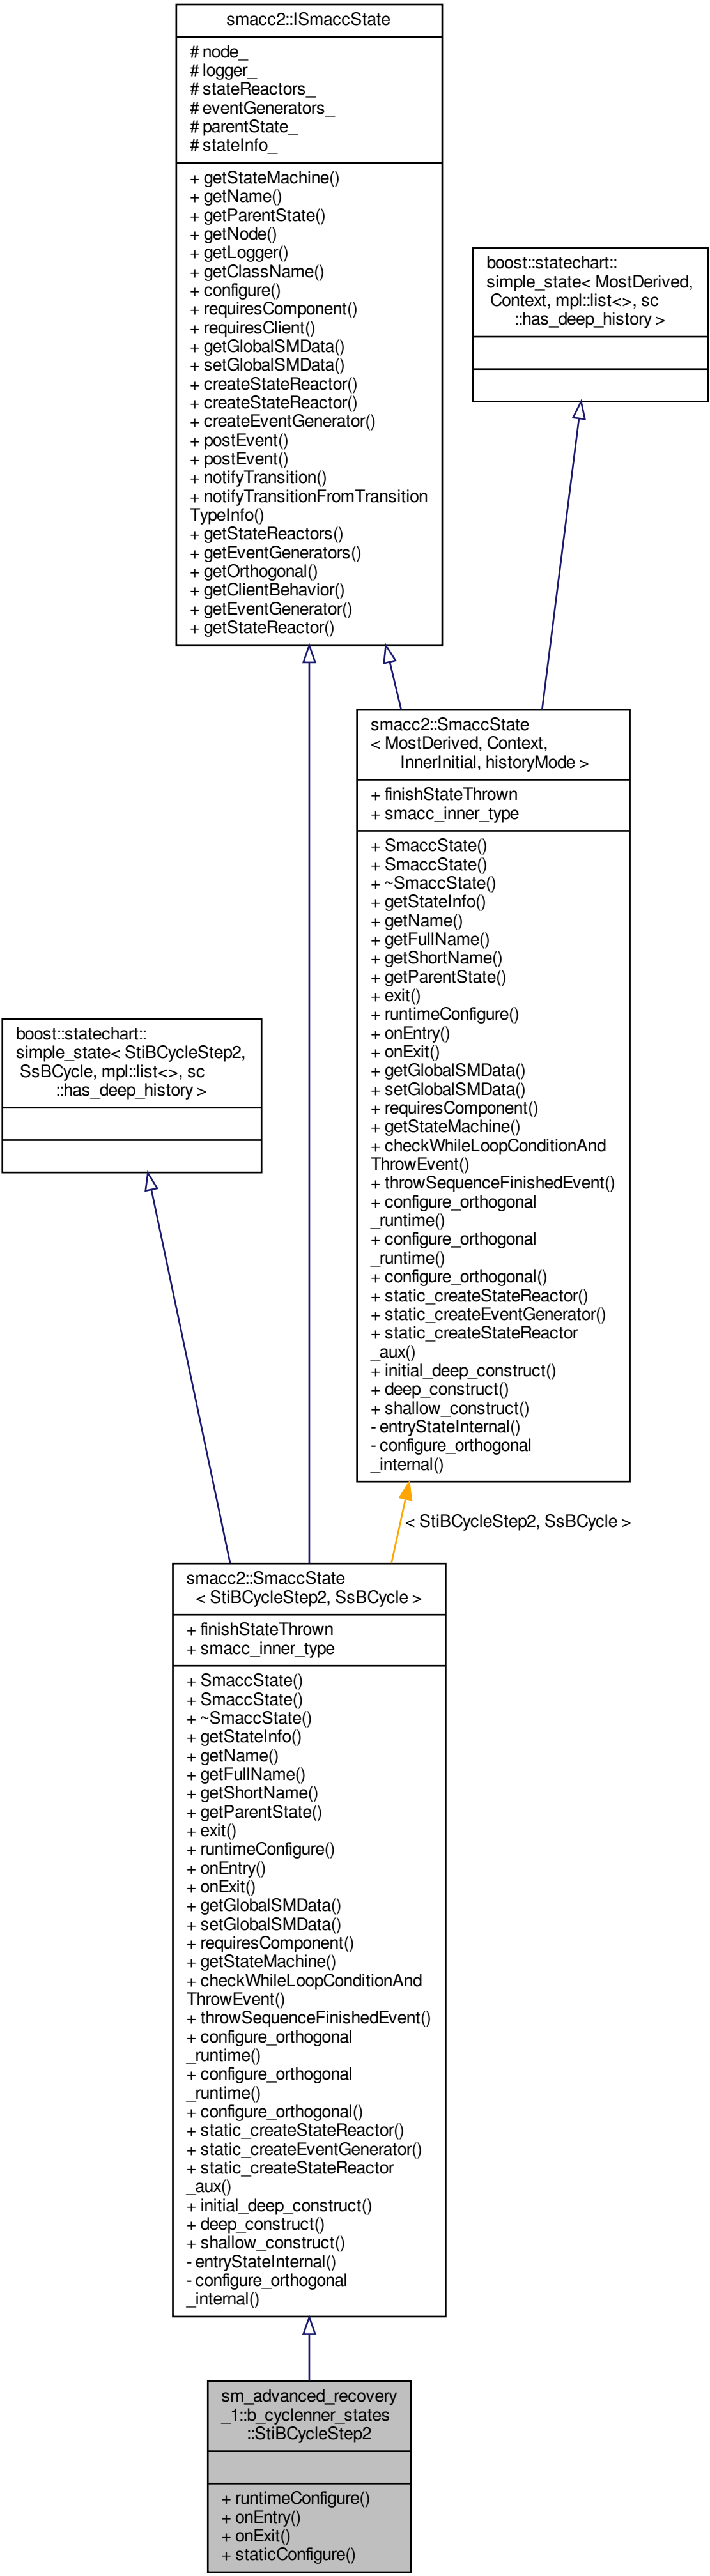 smacc2::ISmaccState
# node_
# logger_
# stateReactors_
# eventGenerators_
# parentState_
# stateInfo_
+ getStateMachine()
+ getName()
+ getParentState()
+ getNode()
+ getLogger()
+ getClassName()
+ configure()
+ requiresComponent()
+ requiresClient()
+ getGlobalSMData()
+ setGlobalSMData()
+ createStateReactor()
+ createStateReactor()
+ createEventGenerator()
+ postEvent()
+ postEvent()
+ notifyTransition()
+ notifyTransitionFromTransition
TypeInfo()
+ getStateReactors()
+ getEventGenerators()
+ getOrthogonal()
+ getClientBehavior()
+ getEventGenerator()
+ getStateReactor()
boost::statechart::
simple_state< MostDerived,
Context, mpl::list<>, sc
::has_deep_history >
smacc2::SmaccState
< MostDerived, Context,
InnerInitial, historyMode >
+ finishStateThrown
+ smacc_inner_type
+ SmaccState()
+ SmaccState()
+ ~SmaccState()
+ getStateInfo()
+ getName()
+ getFullName()
+ getShortName()
+ getParentState()
+ exit()
+ runtimeConfigure()
+ onEntry()
+ onExit()
+ getGlobalSMData()
+ setGlobalSMData()
+ requiresComponent()
+ getStateMachine()
+ checkWhileLoopConditionAnd
ThrowEvent()
+ throwSequenceFinishedEvent()
+ configure_orthogonal
_runtime()
+ configure_orthogonal
_runtime()
+ configure_orthogonal()
+ static_createStateReactor()
+ static_createEventGenerator()
+ static_createStateReactor
_aux()
+ initial_deep_construct()
+ deep_construct()
+ shallow_construct()
- entryStateInternal()
- configure_orthogonal
_internal()
boost::statechart::
simple_state< StiBCycleStep2,
SsBCycle, mpl::list<>, sc
::has_deep_history >
< StiBCycleStep2, SsBCycle >
smacc2::SmaccState
< StiBCycleStep2, SsBCycle >
+ finishStateThrown
+ smacc_inner_type
+ SmaccState()
+ SmaccState()
+ ~SmaccState()
+ getStateInfo()
+ getName()
+ getFullName()
+ getShortName()
+ getParentState()
+ exit()
+ runtimeConfigure()
+ onEntry()
+ onExit()
+ getGlobalSMData()
+ setGlobalSMData()
+ requiresComponent()
+ getStateMachine()
+ checkWhileLoopConditionAnd
ThrowEvent()
+ throwSequenceFinishedEvent()
+ configure_orthogonal
_runtime()
+ configure_orthogonal
_runtime()
+ configure_orthogonal()
+ static_createStateReactor()
+ static_createEventGenerator()
+ static_createStateReactor
_aux()
+ initial_deep_construct()
+ deep_construct()
+ shallow_construct()
- entryStateInternal()
- configure_orthogonal
_internal()
sm_advanced_recovery
_1::b_cyclenner_states
::StiBCycleStep2
+ runtimeConfigure()
+ onEntry()
+ onExit()
+ staticConfigure()